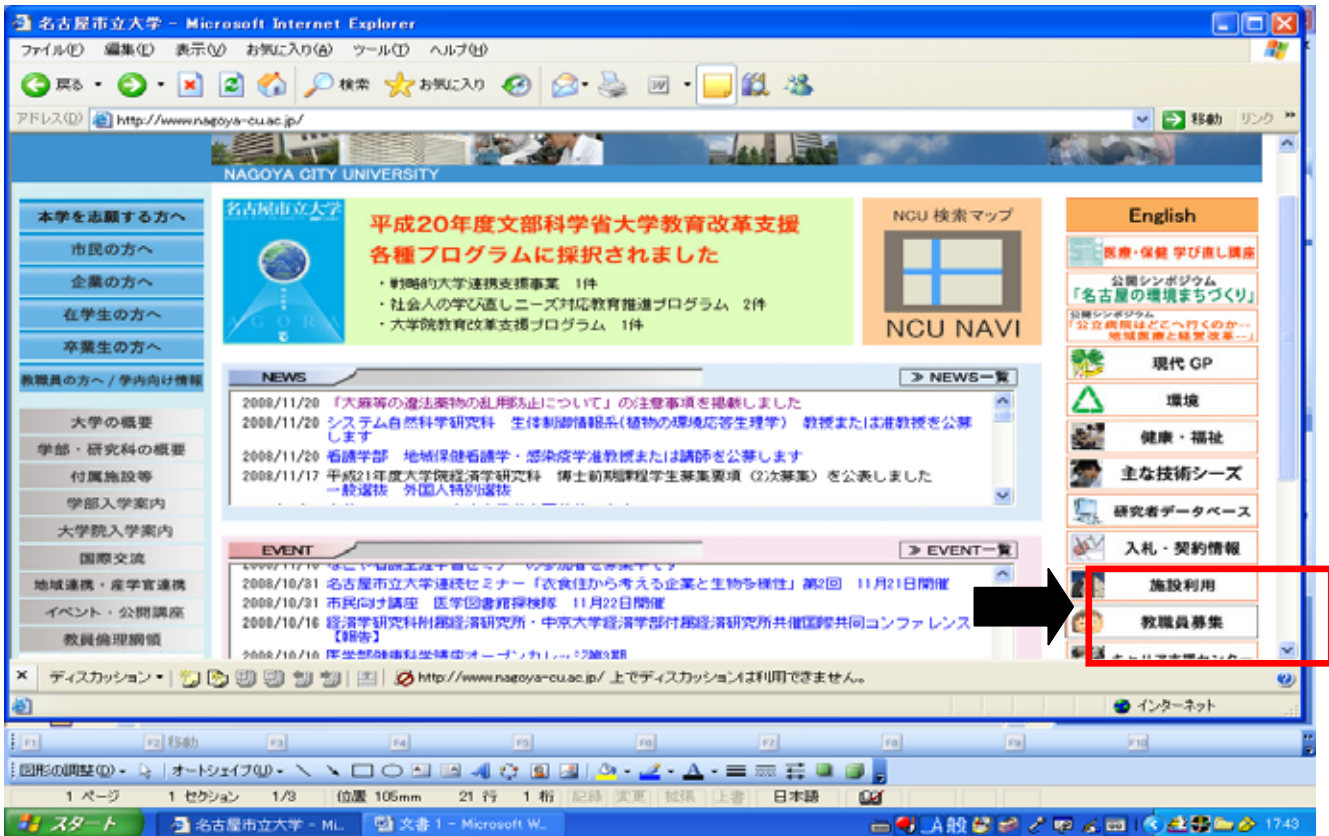 名古屋市立大学 - Microsoft Internet Explorer
ファイル(F) 編集(E) 表示(V) お気に入り(A) ツール(T) ヘルプ(H)
戻る 検索 お気に入り
アドレス(D) http://www.nagoya-cu.ac.jp/ 移動 リンク
NAGOYA CITY UNIVERSITY
本学を志願する方へ
市民の方へ
企業の方へ
在学生の方へ
卒業生の方へ
教職員の方へ / 学内向け情報
大学の概要
学部・研究科の概要
付属施設等
学部入学案内
大学院入学案内
国際交流
地域連携・産学官連携
イベント・公開講座
教員倫理綱領
名古屋市立大学
AGORA
平成20年度文部科学省大学教育改革支援
各種プログラムに採択されました
・戦略的大学連携支援事業 1件
・社会人の学び直しニーズ対応教育推進プログラム 2件
・大学院教育改革支援プログラム 1件
NCU 検索マップ
NCU NAVI
NEWS
≫ NEWS一覧
2008/11/20 「大麻等の違法薬物の乱用防止について」の注意事項を掲載しました
2008/11/20 システム自然科学研究科 生体制御情報系(植物の環境応答生理学) 教授または准教授を公募
します
2008/11/20 看護学部 地域保健看護学・感染疫学准教授または講師を公募します
2008/11/17 平成21年度大学院経済学研究科 博士前期課程学生募集要項(2次募集)を公表しました
一般選抜 外国人特別選抜
EVENT
≫ EVENT一覧
2008/10/31 名古屋市立大学連続セミナー「衣食住から考える企業と生物多様性」第2回 11月21日開催
2008/10/31 市民向け講座 医学図書館探検隊 11月22日開催
2008/10/16 経済学研究科附属経済研究所・中京大学経済学部付属経済研究所共催国際共同コンファレンス
【報告】
2008/10/10 医学部健康科学講座オープンカレッジ第3期
English
医療・保健 学び直し講座
公開シンポジウム
「名古屋の環境まちづくり」
公開シンポジウム
「公立病院はどこへ行くのか--
地域医療と経営改革--」
現代 GP
環境
健康・福祉
主な技術シーズ
研究者データベース
入札・契約情報
施設利用
教職員募集
キャリア支援センター
ディスカッション http://www.nagoya-cu.ac.jp/ 上でディスカッションは利用できません。
インターネット
F1 F2 移動 F3 F4 F5 F6 F7 F8 F9 F10
図形の調整(D) オートシェイプ(U)
1 ページ 1 セクション 1/3 位置 105mm 21 行 1 桁 記録 変更 拡張 上書 日本語
スタート 名古屋市立大学 - Mi... 文書 1 - Microsoft W... A 般 17:43